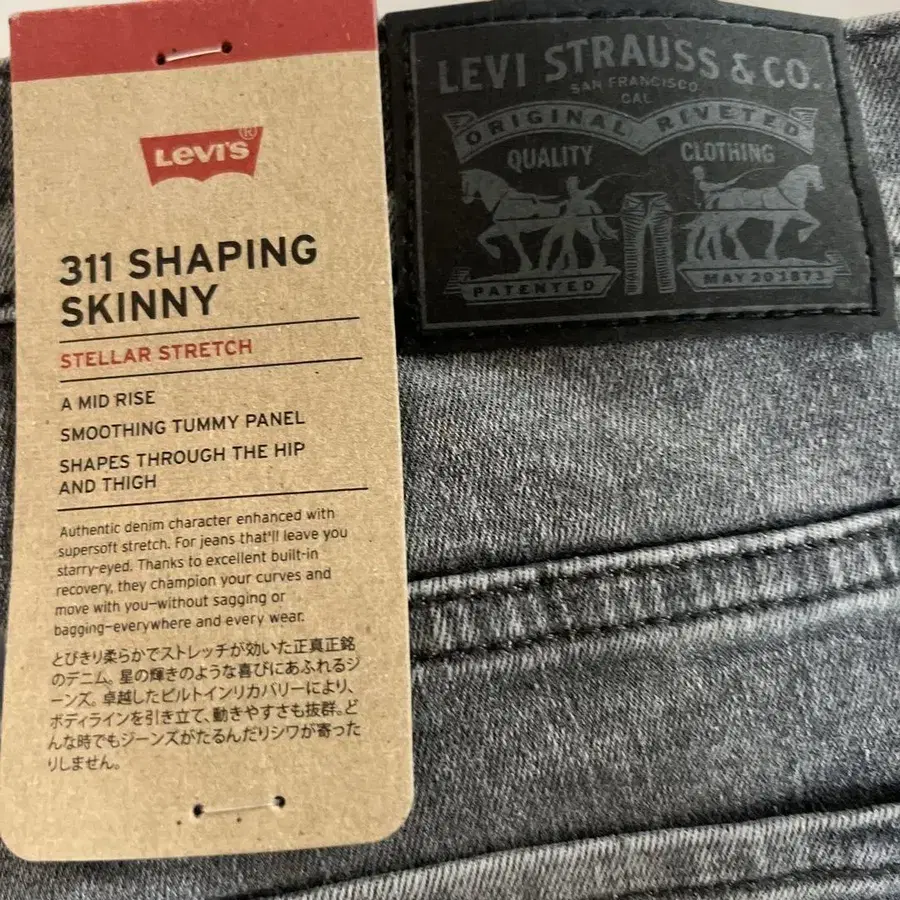 LEVI'S®
311 SHAPING
SKINNY
STELLAR STRETCH
A MID RISE
SMOOTHING TUMMY PANEL
SHAPES THROUGH THE HIP
AND THIGH
Authentic denim character enhanced with
supersoft stretch. For jeans that'll leave you
starry-eyed. Thanks to excellent built-in
recovery, they champion your curves and
move with you—without sagging or
bagging—everywhere and every wear.
とびきり柔らかでストレッチが効いた正真正銘
のデニム。星の輝きのような喜びにあふれるジ
ーンズ。卓越したビルトインリカバリーにより、
ボディラインを引き立て、動きやすさも抜群。ど
んな時でもジーンズがたるんだりシワが寄った
りしません。
LEVI STRAUSS & CO.
SAN FRANCISCO
CAL
ORIGINAL RIVETED
QUALITY CLOTHING
PATENTED MAY 20 1873